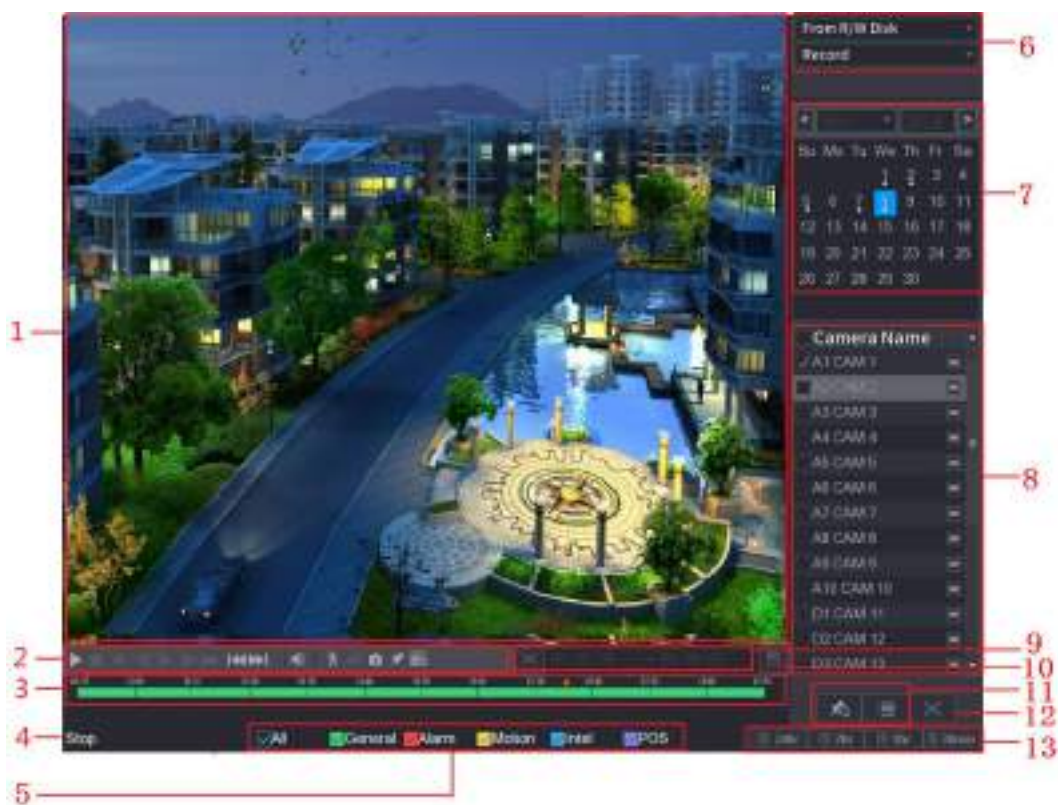 From R/W Disk
6
Record
Su Mo Tu We Th Fr Sa
1 2 3 4
7
5 6 7 8 9 10 11
12 13 14 15 16 17 18
19 20 21 22 23 24 25
26 27 28 29 30
1
Camera Name
A1 CAM 1
A3 CAM 3
A4 CAM 4
A5 CAM 5
8
A6 CAM 6
A7 CAM 7
A8 CAM 8
A9 CAM 9
A10 CAM 10
D1 CAM 11
D2 CAM 12
9
2
D3 CAM 13
10
3
11
12
4
Stop
All
General
Alarm
Motion
Intel
POS
13
5